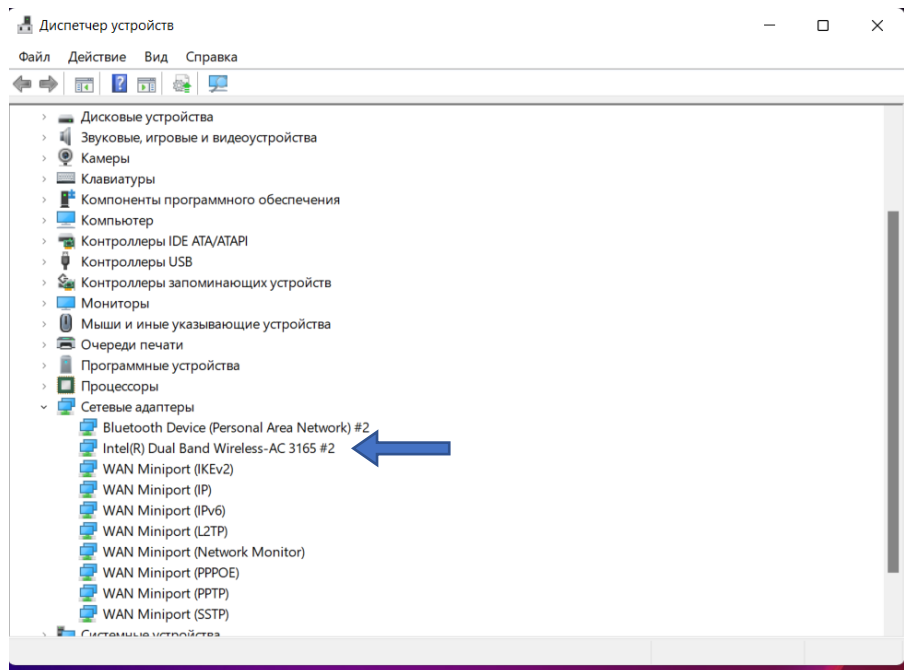 Диспетчер устройств
Файл Действие Вид Справка
Дисковые устройства
Звуковые, игровые и видеоустройства
Камеры
Клавиатуры
Компоненты программного обеспечения
Компьютер
Контроллеры IDE ATA/ATAPI
Контроллеры USB
Контроллеры запоминающих устройств
Мониторы
Мыши и иные указывающие устройства
Очереди печати
Программные устройства
Процессоры
Сетевые адаптеры
Bluetooth Device (Personal Area Network) #2
Intel(R) Dual Band Wireless-AC 3165 #2
WAN Miniport (IKEv2)
WAN Miniport (IP)
WAN Miniport (IPv6)
WAN Miniport (L2TP)
WAN Miniport (Network Monitor)
WAN Miniport (PPPOE)
WAN Miniport (PPTP)
WAN Miniport (SSTP)
Системные устройства